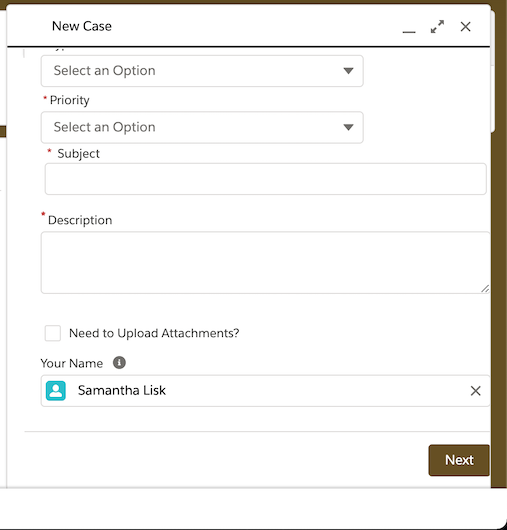 New Case
Select an Option
* Priority
Select an Option
* Subject
* Description
Need to Upload Attachments?
Your Name
Samantha Lisk
Next